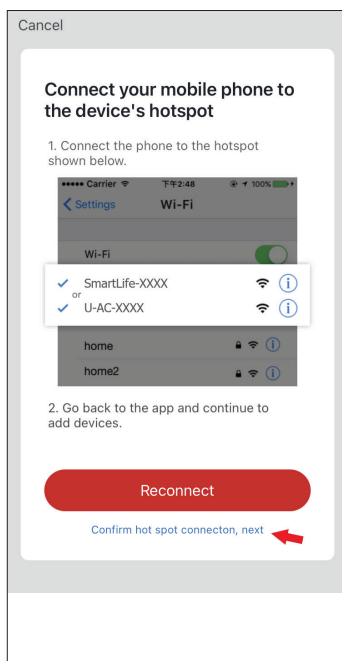 Cancel
Connect your mobile phone to
the device's hotspot
1. Connect the phone to the hotspot
shown below.
Carrier 下午2:48 100%
Settings Wi-Fi
Wi-Fi
SmartLife-XXXX
or
U-AC-XXXX
home
home2
2. Go back to the app and continue to
add devices.
Reconnect
Confirm hot spot connecton, next